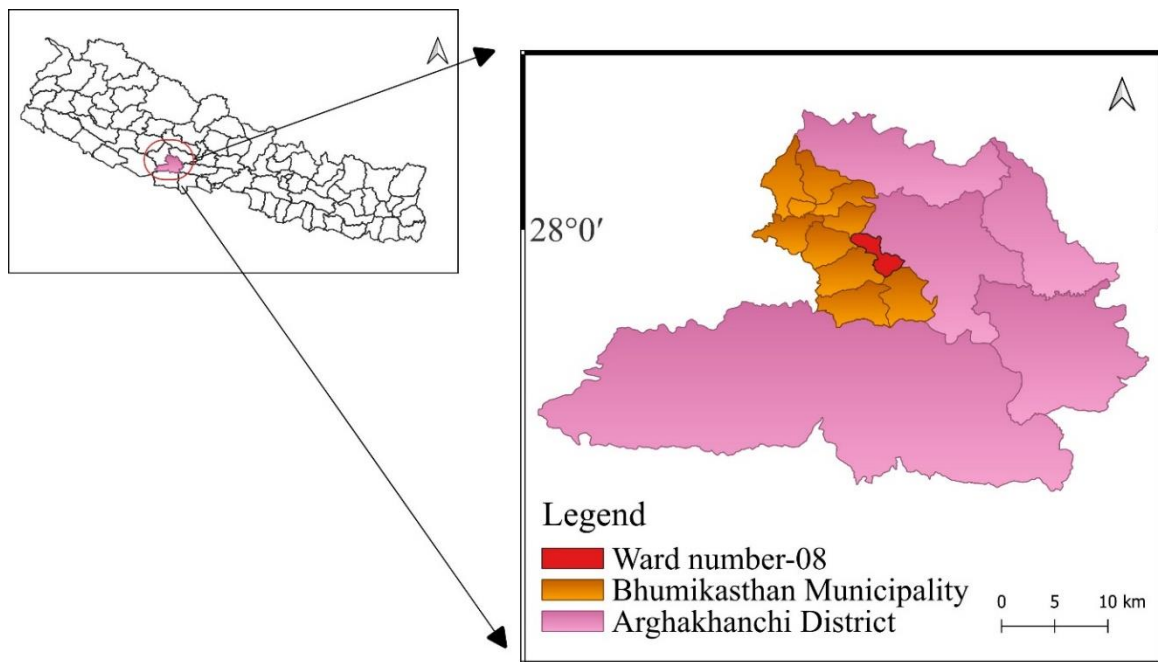 28°0′
Legend
Ward number-08
Bhumikasthan Municipality
Arghakhanchi District
0 5 10 km